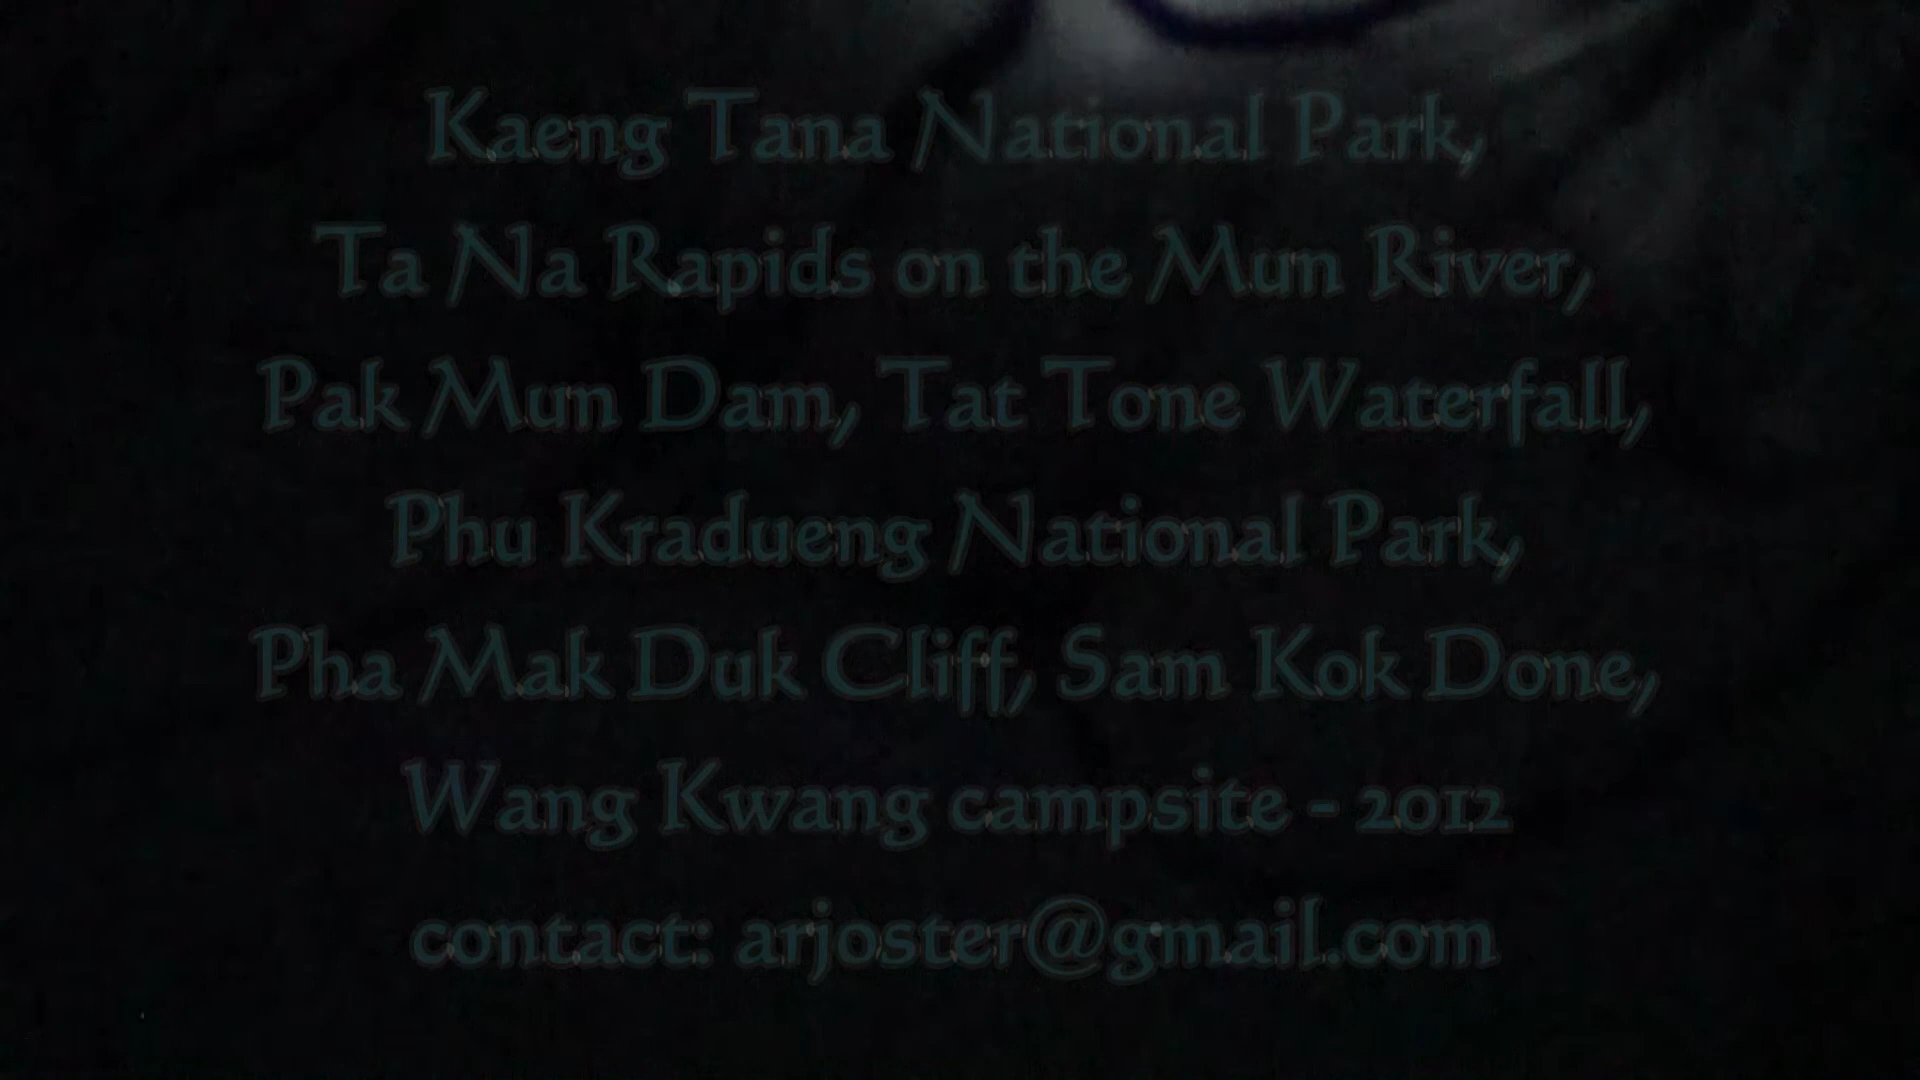 Kaeng Tana National Park,
Ta Na Rapids on the Mun River,
Pak Mun Dam, Tat Tone Waterfall,
Phu Kradueng National Park,
Pha Mak Duk Cliff, Sam Kok Done,
Wang Kwang campsite - 2012
contact: arjoster@gmail.com